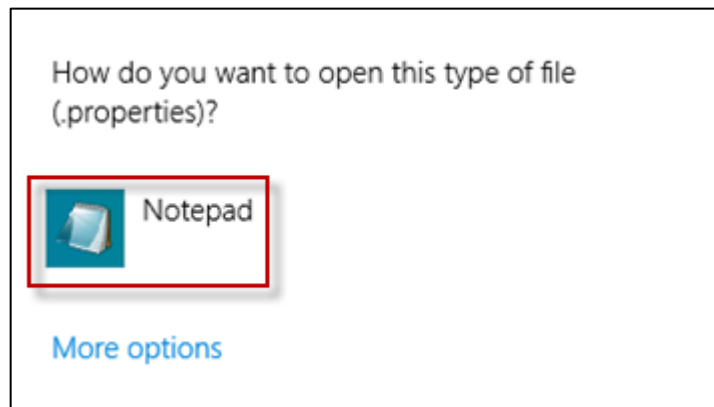 How do you want to open this type of file
(.properties)?
Notepad
More options